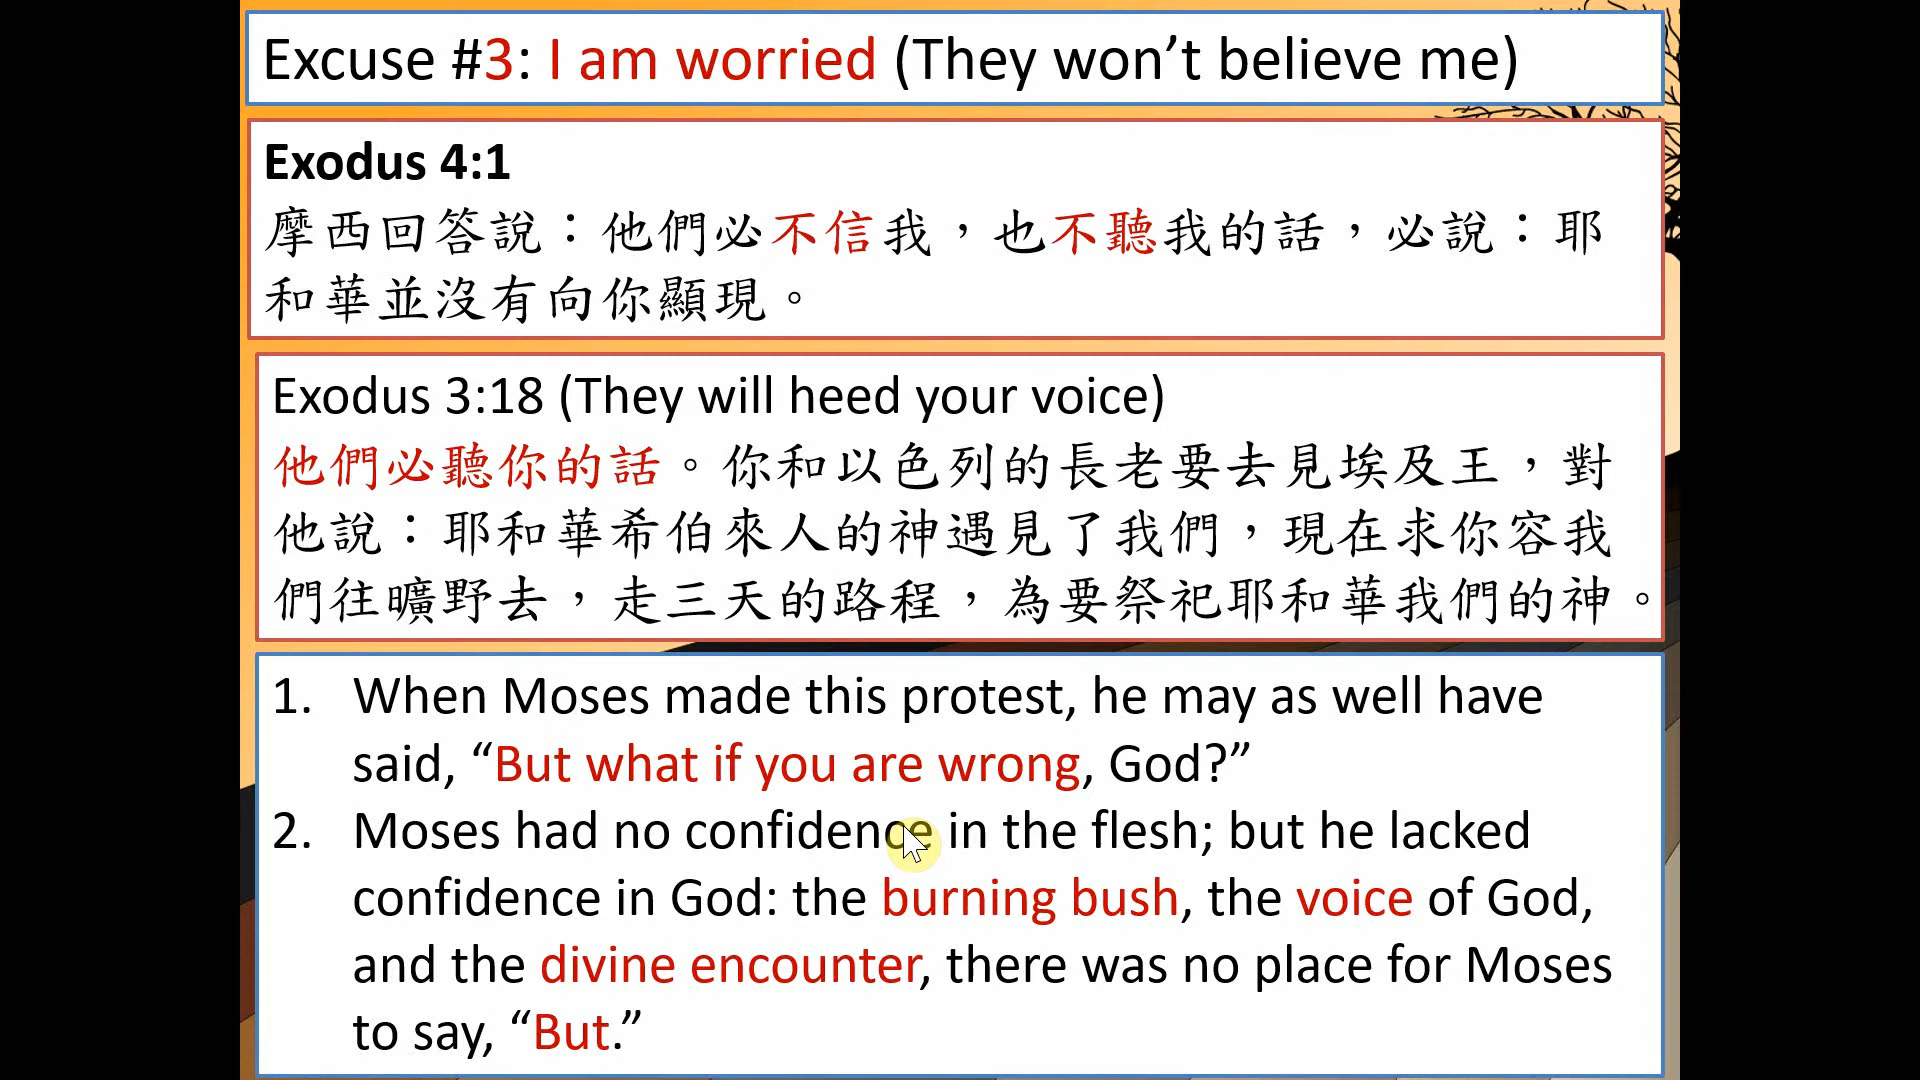 Excuse #3: I am worried (They won’t believe me)
Exodus 4:1
摩西回答說：他們必不信我，也不聽我的話，必說：耶
和華並沒有向你顯現。
Exodus 3:18 (They will heed your voice)
他們必聽你的話。你和以色列的長老要去見埃及王，對
他說：耶和華希伯來人的神遇見了我們，現在求你容我
們往曠野去，走三天的路程，為要祭祀耶和華我們的神。
1. When Moses made this protest, he may as well have
said, “But what if you are wrong, God?”
2. Moses had no confidence in the flesh; but he lacked
confidence in God: the burning bush, the voice of God,
and the divine encounter, there was no place for Moses
to say, “But.”